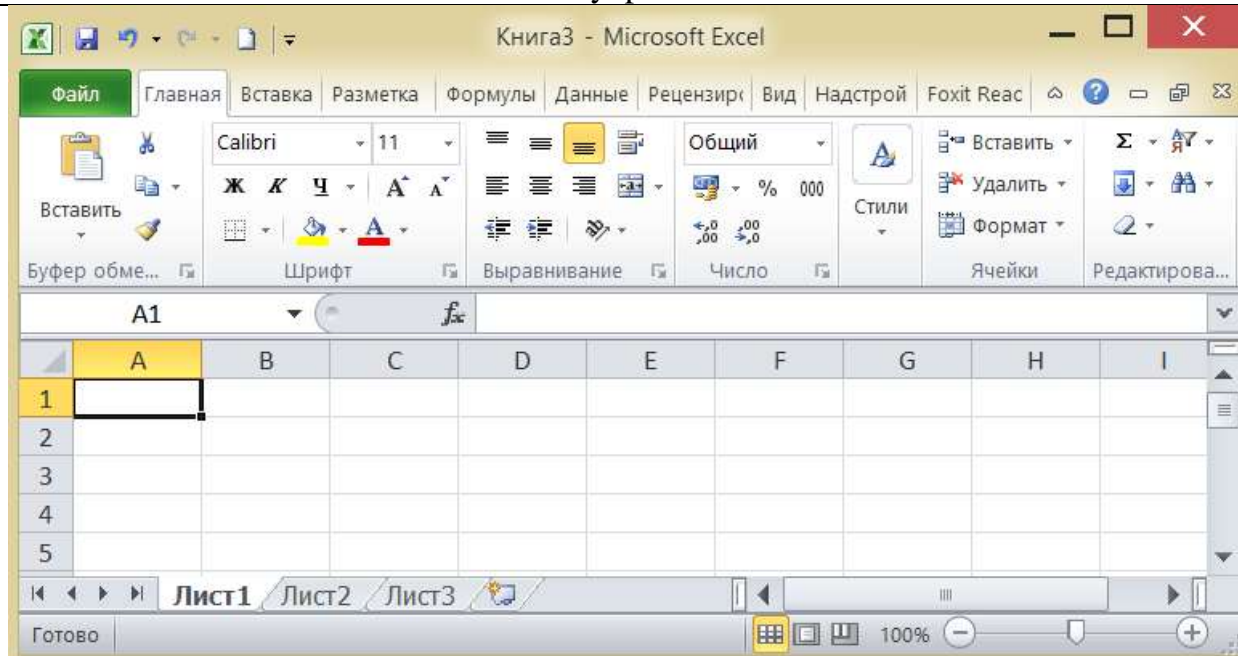 Книга3 - Microsoft Excel
Файл Главная Вставка Разметка Формулы Данные Рецензирс Вид Надстрой Foxit Reac
Calibri 11 Общий Вставить
Ж К Ч % 000 Удалить
Вставить Стили Формат
Буфер обме... Шрифт Выравнивание Число Ячейки Редактирова...
A1 fx
A B C D E F G H I
1
2
3
4
5
Лист1 Лист2 Лист3
Готово 100%